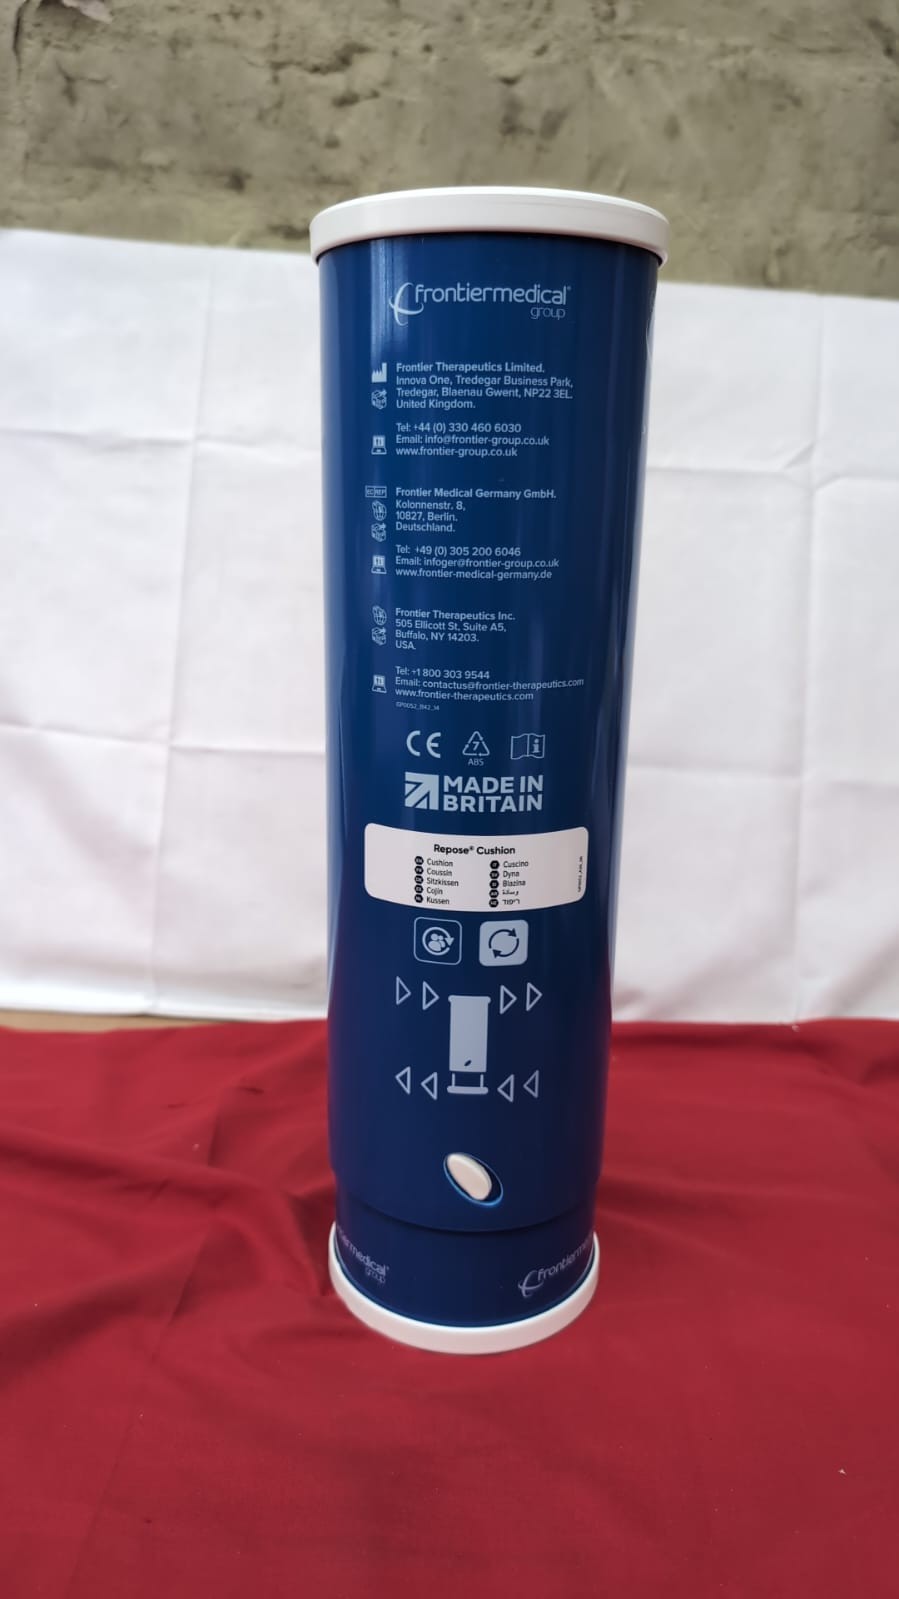 frontiermedical®
group
Frontier Therapeutics Limited.
Innova One, Tredegar Business Park,
Tredegar, Blaenau Gwent, NP22 3EL.
United Kingdom.
Tel: +44 (0) 330 460 6030
Email: info@frontier-group.co.uk
www.frontier-group.co.uk
EC REP
Frontier Medical Germany GmbH.
Kolonnenstr. 8,
10827, Berlin.
Deutschland.
Tel: +49 (0) 305 200 6046
Email: infoger@frontier-group.co.uk
www.frontier-medical-germany.de
Frontier Therapeutics Inc.
505 Ellicott St, Suite A5,
Buffalo, NY 14203.
USA.
Tel: +1 800 303 9544
Email: contactus@frontier-therapeutics.com
www.frontier-therapeutics.com
CE
7
ABS
MADE IN
BRITAIN
Repose® Cushion
Cushion
Coussin
Sitzkissen
Cojín
Kussen
Cuscino
Dyna
Blazina
وسادة
ריפוד
group